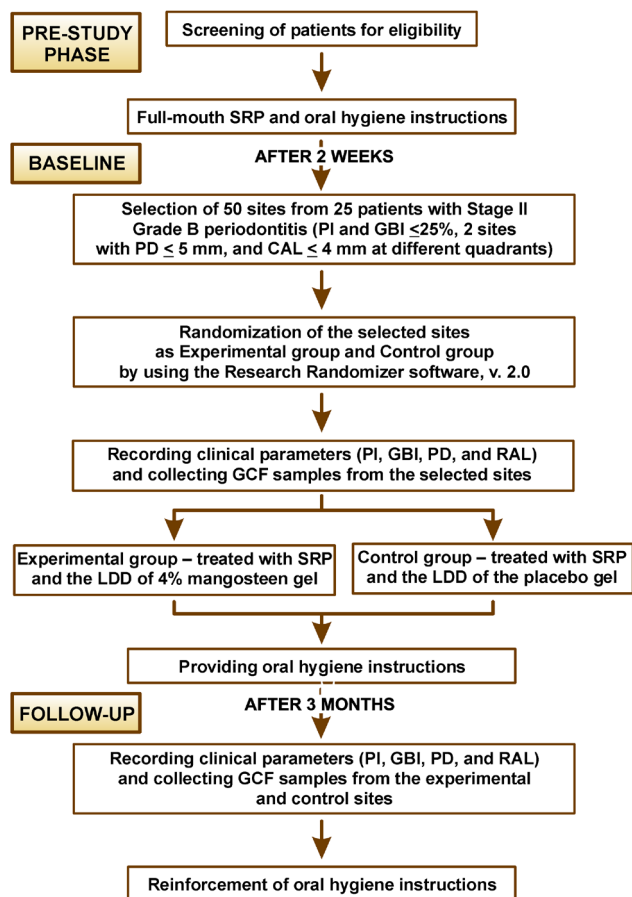 PRE-STUDY
PHASE
Screening of patients for eligibility
Full-mouth SRP and oral hygiene instructions
AFTER 2 WEEKS
BASELINE
Selection of 50 sites from 25 patients with Stage II
Grade B periodontitis (PI and GBI ≤25%, 2 sites
with PD ≤ 5 mm, and CAL ≤ 4 mm at different quadrants)
Randomization of the selected sites
as Experimental group and Control group
by using the Research Randomizer software, v. 2.0
Recording clinical parameters (PI, GBI, PD, and RAL)
and collecting GCF samples from the selected sites
Experimental group – treated with SRP
and the LDD of 4% mangosteen gel
Control group – treated with SRP
and the LDD of the placebo gel
Providing oral hygiene instructions
AFTER 3 MONTHS
FOLLOW-UP
Recording clinical parameters (PI, GBI, PD, and RAL)
and collecting GCF samples from the experimental
and control sites
Reinforcement of oral hygiene instructions